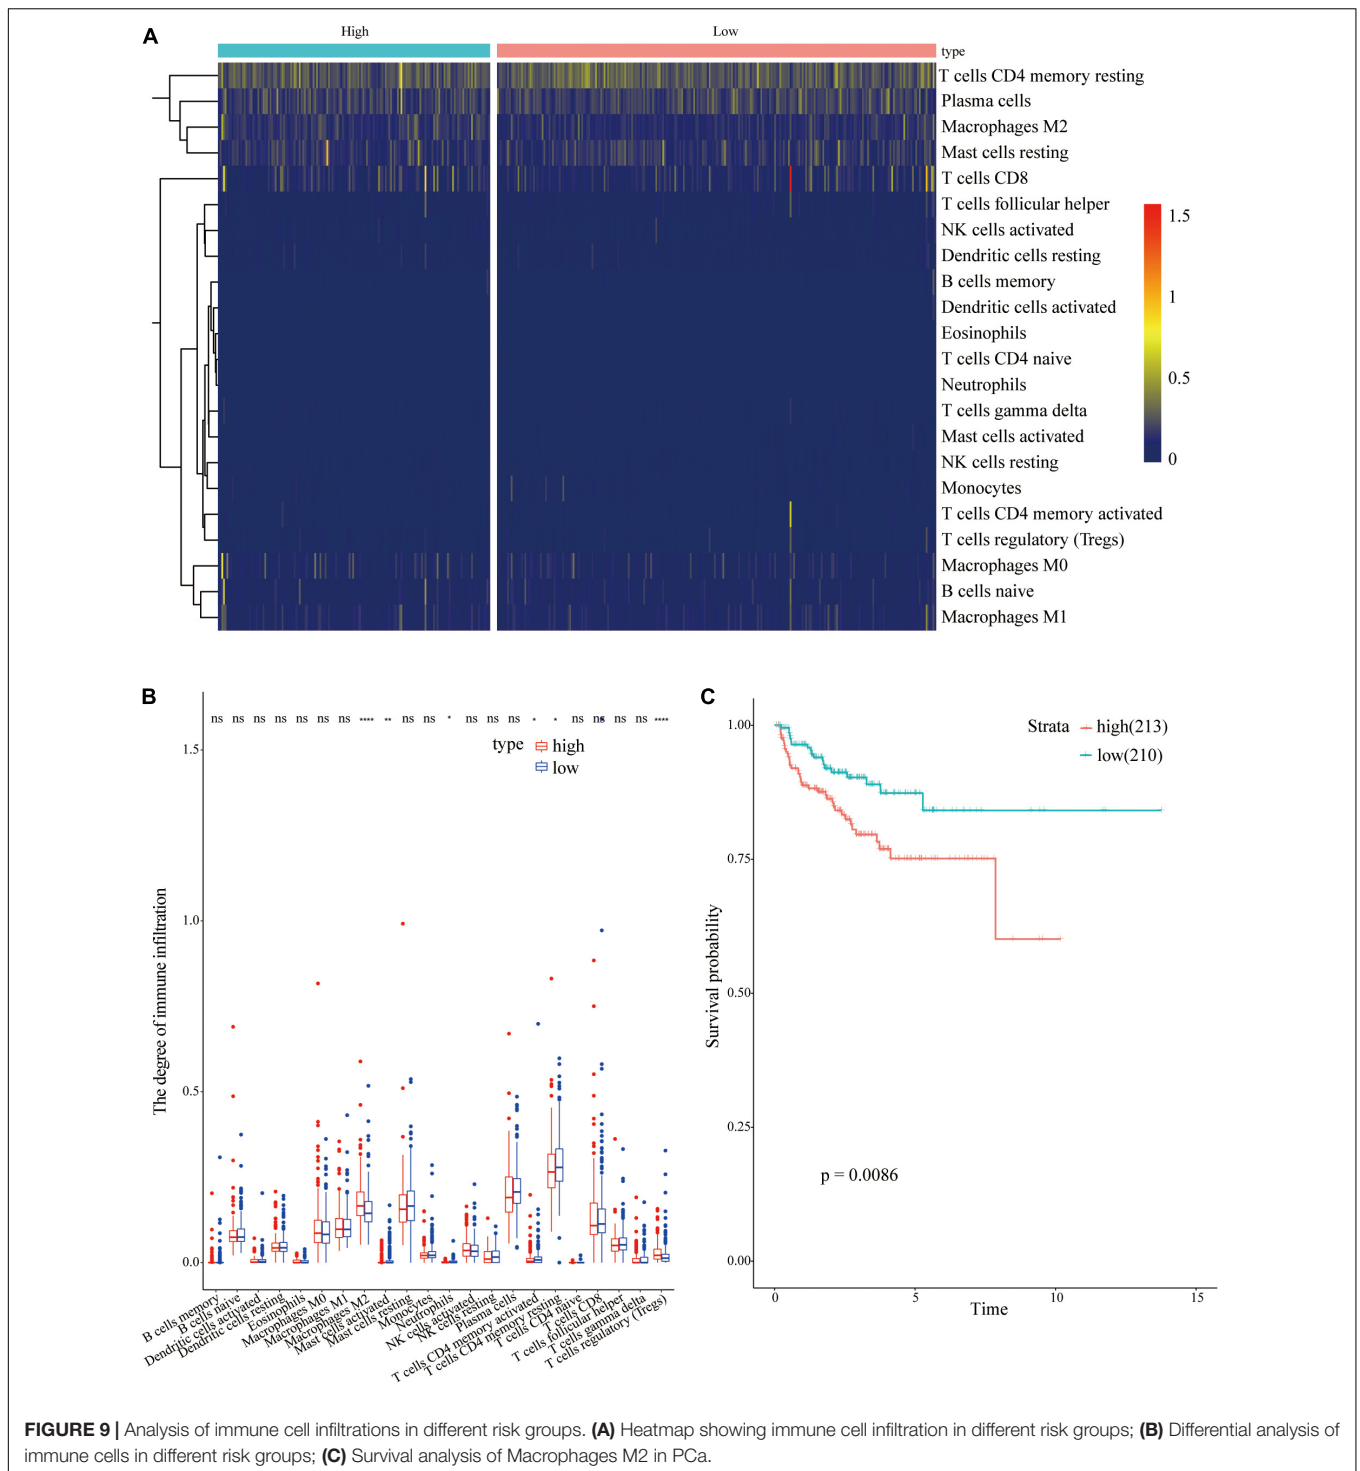 A
High
Low
type
T cells CD4 memory resting
Plasma cells
Macrophages M2
Mast cells resting
T cells CD8
T cells follicular helper
NK cells activated
Dendritic cells resting
B cells memory
Dendritic cells activated
Eosinophils
T cells CD4 naive
Neutrophils
T cells gamma delta
Mast cells activated
NK cells resting
Monocytes
T cells CD4 memory activated
T cells regulatory (Tregs)
Macrophages M0
B cells naive
Macrophages M1
1.5
1
0.5
0
B
ns ns ns ns ns ns ns **** ** ns ns * ns ns ns * * ns ns ns ns ****
type
high
low
The degree of immune infiltration
1.5
1.0
0.5
0.0
B cells memory
B cells naive
Dendritic cells activated
Dendritic cells resting
Eosinophils
Macrophages M0
Macrophages M1
Macrophages M2
Mast cells activated
Mast cells resting
Monocytes
Neutrophils
NK cells activated
NK cells resting
Plasma cells
T cells CD4 memory activated
T cells CD4 memory resting
T cells CD4 naive
T cells CD8
T cells follicular helper
T cells gamma delta
T cells regulatory (Tregs)
C
Strata
high(213)
low(210)
Survival probability
1.00
0.75
0.50
0.25
0.00
p = 0.0086
0 5 10 15
Time
FIGURE 9 | Analysis of immune cell infiltrations in different risk groups. (A) Heatmap showing immune cell infiltration in different risk groups; (B) Differential analysis of
immune cells in different risk groups; (C) Survival analysis of Macrophages M2 in PCa.